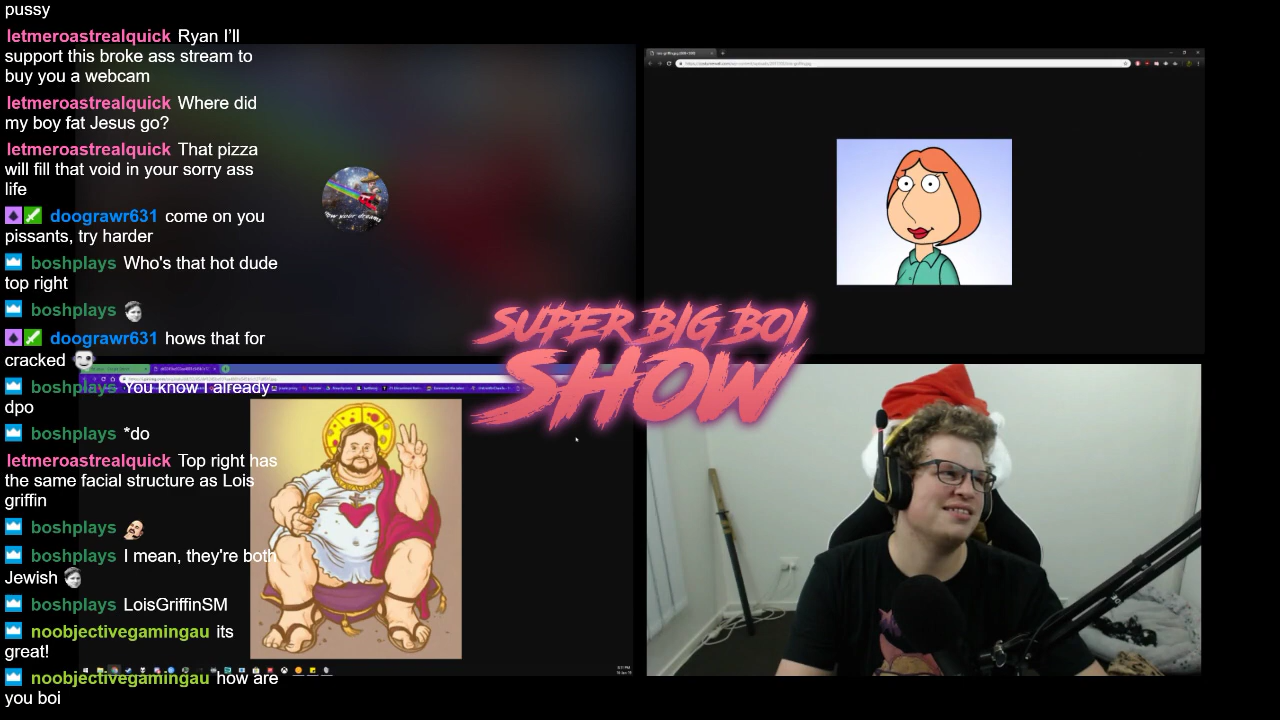 pussy
letmeroastrealquick Ryan I’ll
support this broke ass stream to
buy you a webcam
letmeroastrealquick Where did
my boy fat Jesus go?
letmeroastrealquick That pizza
will fill that void in your sorry ass
life
doograwr631 come on you
pissants, try harder
boshplays Who's that hot dude
top right
boshplays
doograwr631 hows that for
cracked
boshplays You know I already
dpo
boshplays *do
letmeroastrealquick Top right has
the same facial structure as Lois
griffin
boshplays
boshplays I mean, they're both
Jewish
boshplays LoisGriffinSM
noobjectivegamingau its
great!
noobjectivegamingau how are
you boi
your dreams
SUPER BIG BOI
SHOW